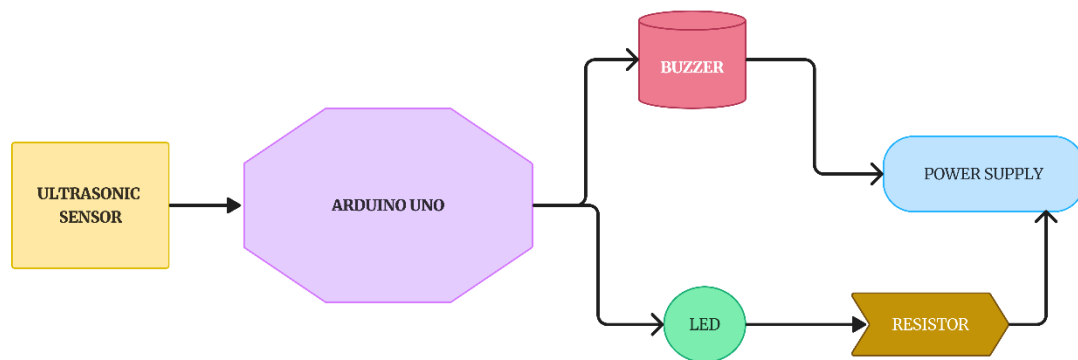 BUZZER
POWER SUPPLY
ULTRASONIC
SENSOR
ARDUINO UNO
LED
RESISTOR